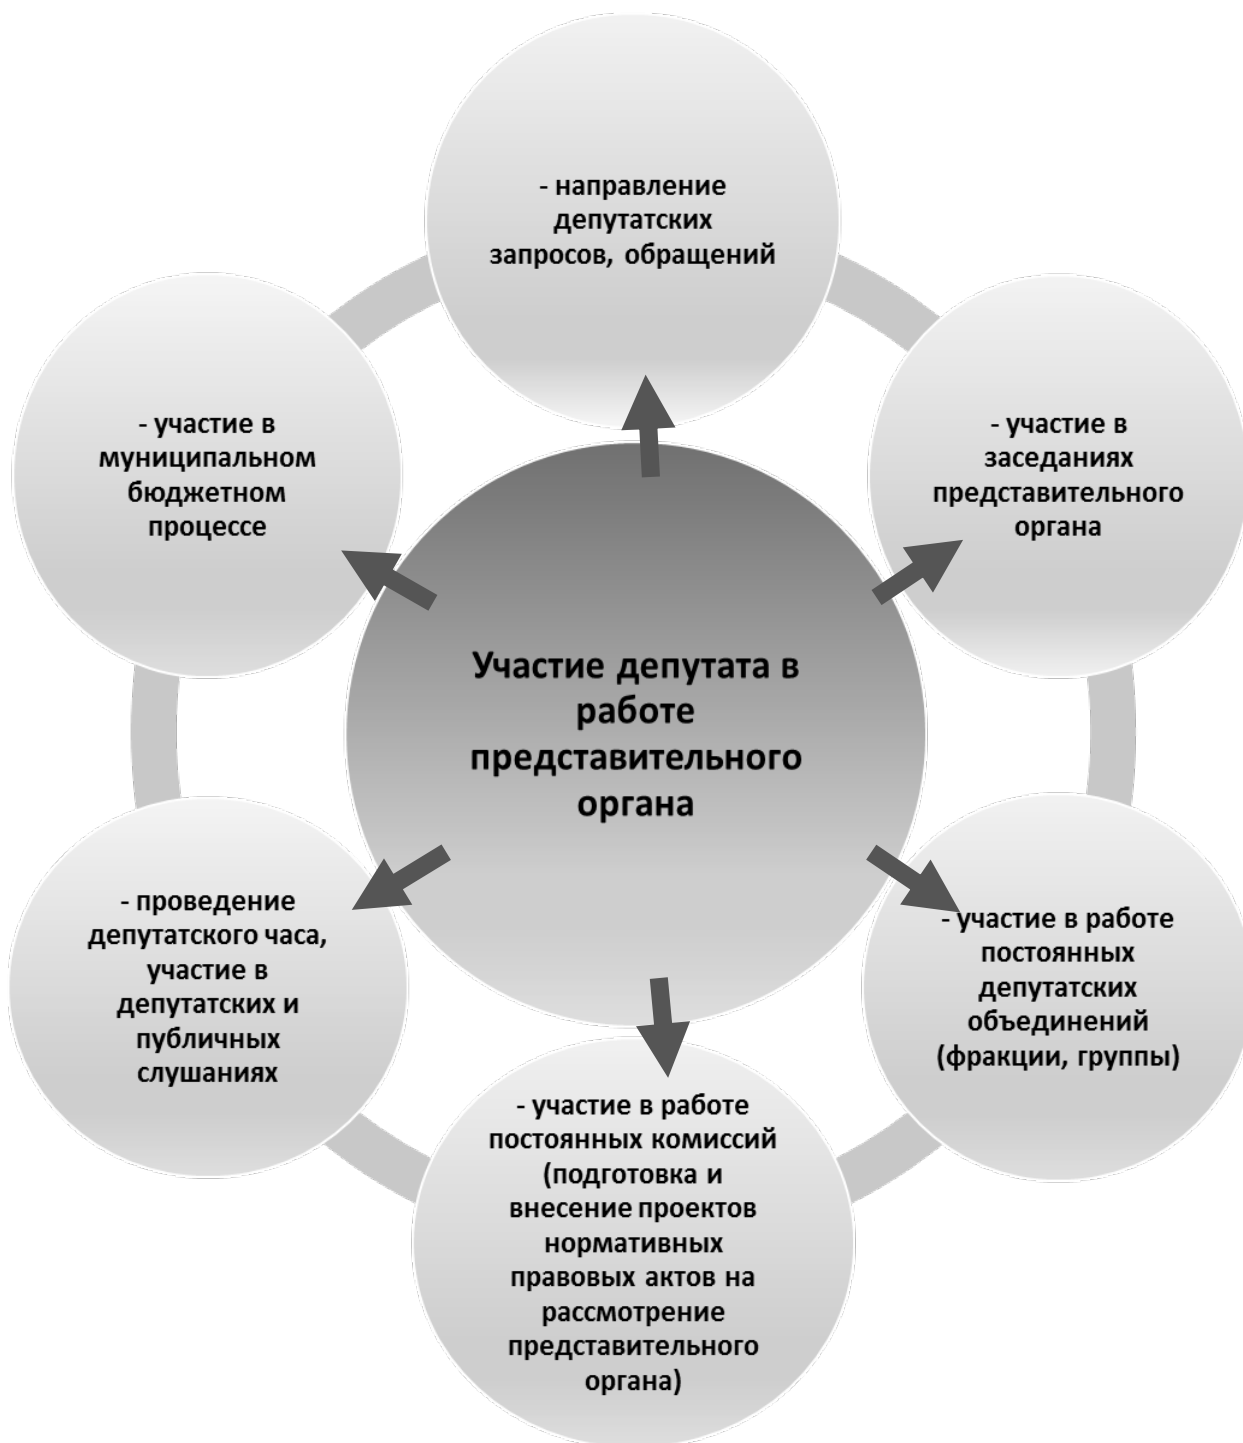 - направление
депутатских
запросов, обращений
- участие в
муниципальном
бюджетном
процессе
- участие в
заседаниях
представительного
органа
Участие депутата в
работе
представительного
органа
- проведение
депутатского часа,
участие в
депутатских и
публичных
слушаниях
- участие в работе
постоянных
депутатских
объединений
(фракции, группы)
- участие в работе
постоянных комиссий
(подготовка и
внесение проектов
нормативных
правовых актов на
рассмотрение
представительного
органа)